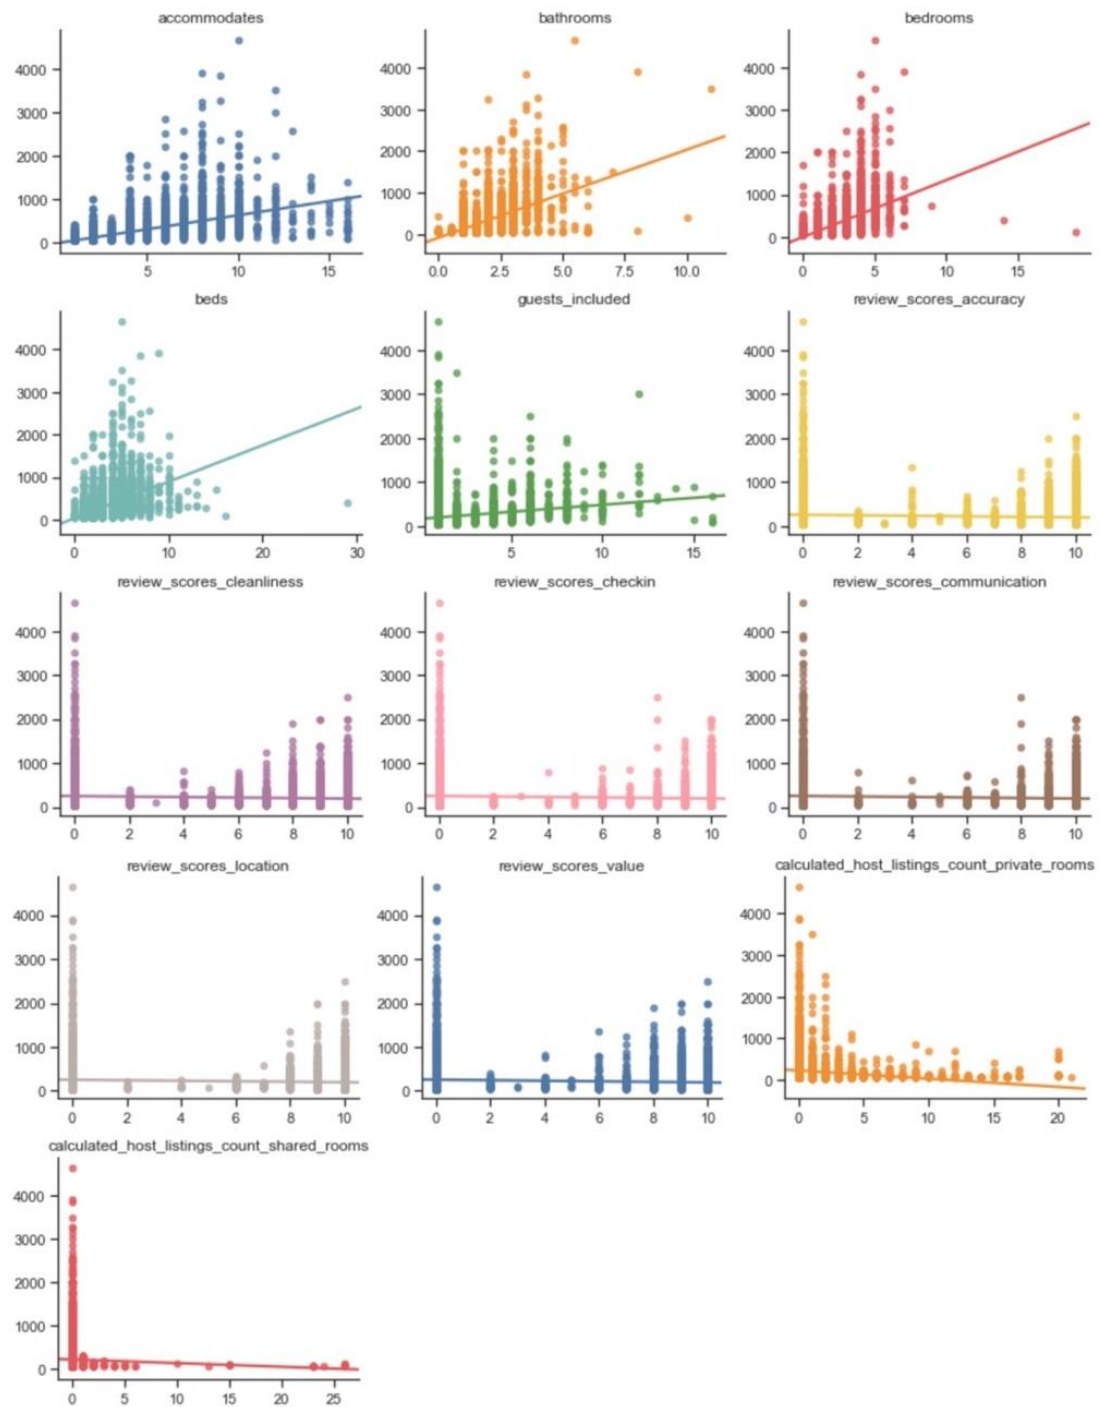 accommodates
4000
3000
2000
1000
0
5 10 15
bathrooms
4000
3000
2000
1000
0
0.0 2.5 5.0 7.5 10.0
bedrooms
4000
3000
2000
1000
0
0 5 10 15
beds
4000
3000
2000
1000
0
0 10 20 30
guests_included
4000
3000
2000
1000
0
5 10 15
review_scores_accuracy
4000
3000
2000
1000
0
0 2 4 6 8 10
review_scores_cleanliness
4000
3000
2000
1000
0
0 2 4 6 8 10
review_scores_checkin
4000
3000
2000
1000
0
0 2 4 6 8 10
review_scores_communication
4000
3000
2000
1000
0
0 2 4 6 8 10
review_scores_location
4000
3000
2000
1000
0
0 2 4 6 8 10
review_scores_value
4000
3000
2000
1000
0
0 2 4 6 8 10
calculated_host_listings_count_private_rooms
4000
3000
2000
1000
0
0 5 10 15 20
calculated_host_listings_count_shared_rooms
4000
3000
2000
1000
0
0 5 10 15 20 25